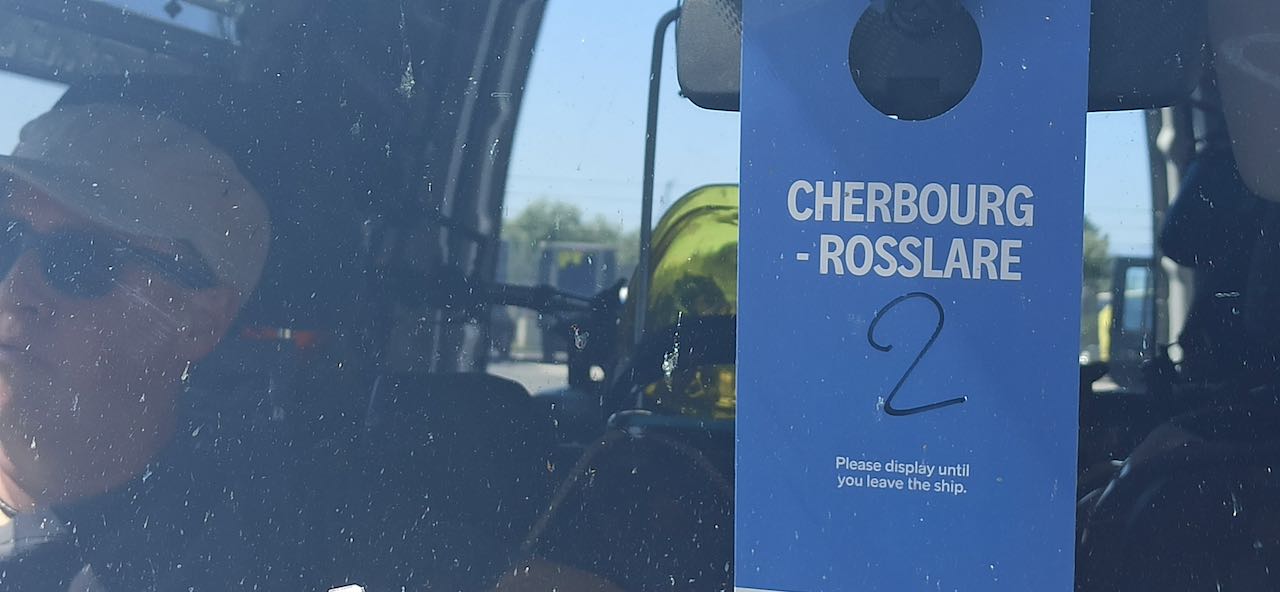 CHERBOURG
- ROSSLARE
2
Please display until
you leave the ship.